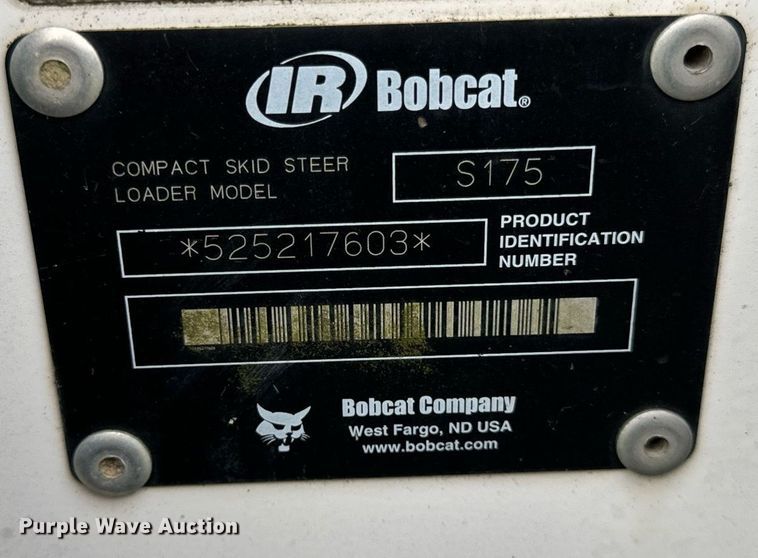 IR Bobcat®
COMPACT SKID STEER
LOADER MODEL
S175
*525217603*
PRODUCT
IDENTIFICATION
NUMBER
Bobcat Company
West Fargo, ND USA
www.bobcat.com
Purple Wave Auction